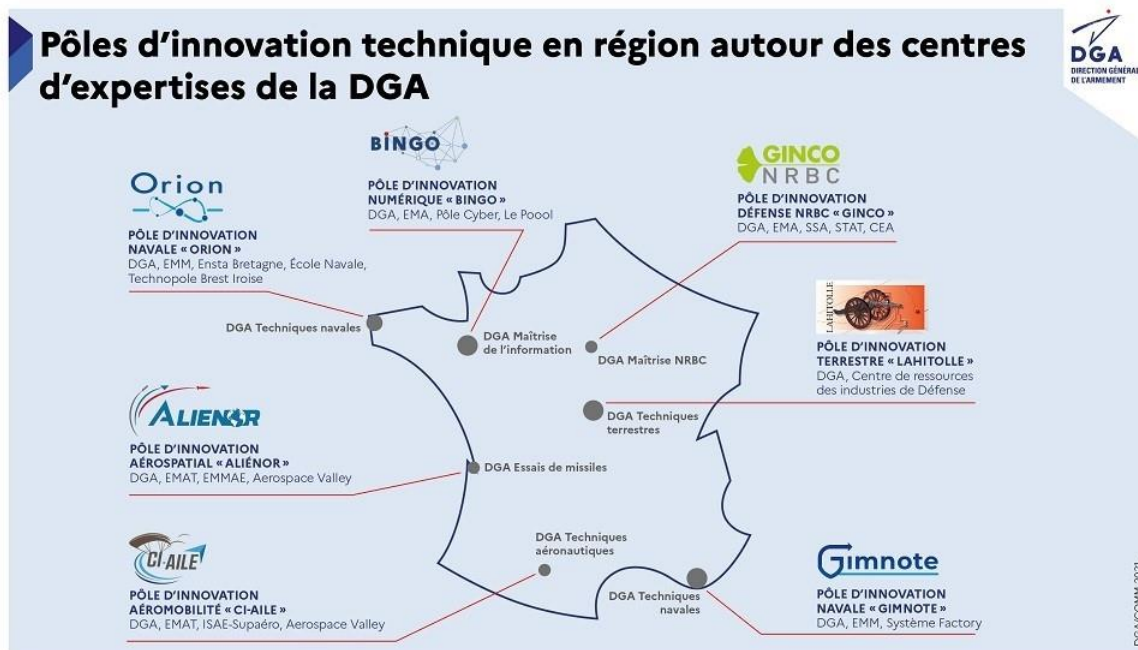 Pôles d'innovation technique en région autour des centres
d'expertises de la DGA
DGA
DIRECTION GÉNÉRALE
DE L'ARMEMENT
BINGO
PÔLE D'INNOVATION
NUMÉRIQUE « BINGO »
DGA, EMA, Pôle Cyber, Le Poool
GINCO
NRBC
PÔLE D'INNOVATION
DÉFENSE NRBC « GINCO »
DGA, EMA, SSA, STAT, CEA
Orion
PÔLE D'INNOVATION
NAVALE « ORION »
DGA, EMM, Ensta Bretagne, École Navale,
Technopole Brest Iroise
LAHITOLLE
PÔLE D'INNOVATION
TERRESTRE « LAHITOLLE »
DGA, Centre de ressources
des industries de Défense
DGA Techniques navales
DGA Maîtrise
de l'information
DGA Maîtrise NRBC
DGA Techniques
terrestres
ALIENOR
PÔLE D'INNOVATION
AÉROSPATIAL « ALIÉNOR »
DGA, EMAT, EMMAE, Aerospace Valley
DGA Essais de missiles
CI-AILE
PÔLE D'INNOVATION
AÉROMOBILITÉ « CI-AILE »
DGA, EMAT, ISAE-Supaéro, Aerospace Valley
DGA Techniques
aéronautiques
DGA Techniques
navales
Gimnote
PÔLE D'INNOVATION
NAVALE « GIMNOTE »
DGA, EMM, Système Factory
DGA/COMM 2021